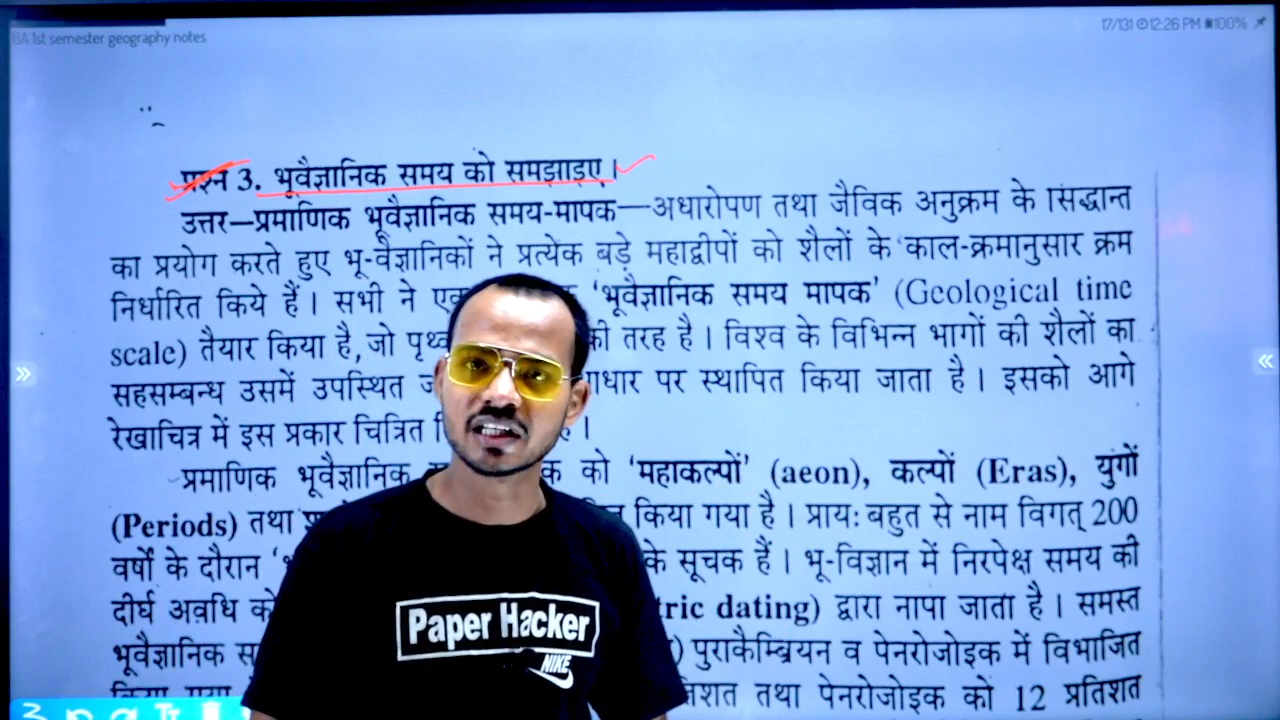 BA 1st semester geography notes
17/131 12:26 PM 100%
प्रश्न 3. भूवैज्ञानिक समय को समझाइए।
उत्तर—प्रमाणिक भूवैज्ञानिक समय-मापक—अधारोपण तथा जैविक अनुक्रम के सिद्धान्त
का प्रयोग करते हुए भू-वैज्ञानिकों ने प्रत्येक बड़े महाद्वीपों को शैलों के काल-क्रमानुसार क्रम
निर्धारित किये हैं। सभी ने 'भूवैज्ञानिक समय मापक' (Geological time
scale) तैयार किया है, जो की तरह है। विश्व के विभिन्न भागों की शैलों का
सहसम्बन्ध उसमें उपस्थित पर स्थापित किया जाता है। इसको आगे
रेखाचित्र में इस प्रकार चित्रित है।
प्रमाणिक भूवैज्ञानिक को 'महाकल्पों' (aeon), कल्पों (Eras), युगों
(Periods) तथा किया गया है। प्राय: बहुत से नाम विगत् 200
वर्षों के दौरान के सूचक हैं। भू-विज्ञान में निरपेक्ष समय की
दीर्घ अवधि dating) द्वारा नापा जाता है। समस्त
भूवैज्ञानिक पुराकैम्ब्रियन व पेनरोजोइक में विभाजित
किया गया तथा पेनरोजोइक को 12 प्रतिशत
Paper Hacker
NIKE